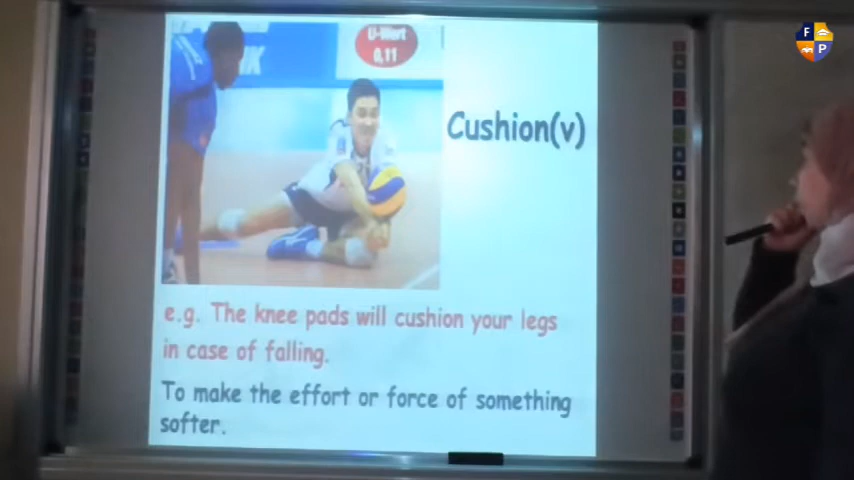 U-Wert
0,11
Cushion(v)
e.g. The knee pads will cushion your legs
in case of falling.
To make the effort or force of something
softer.
F
P